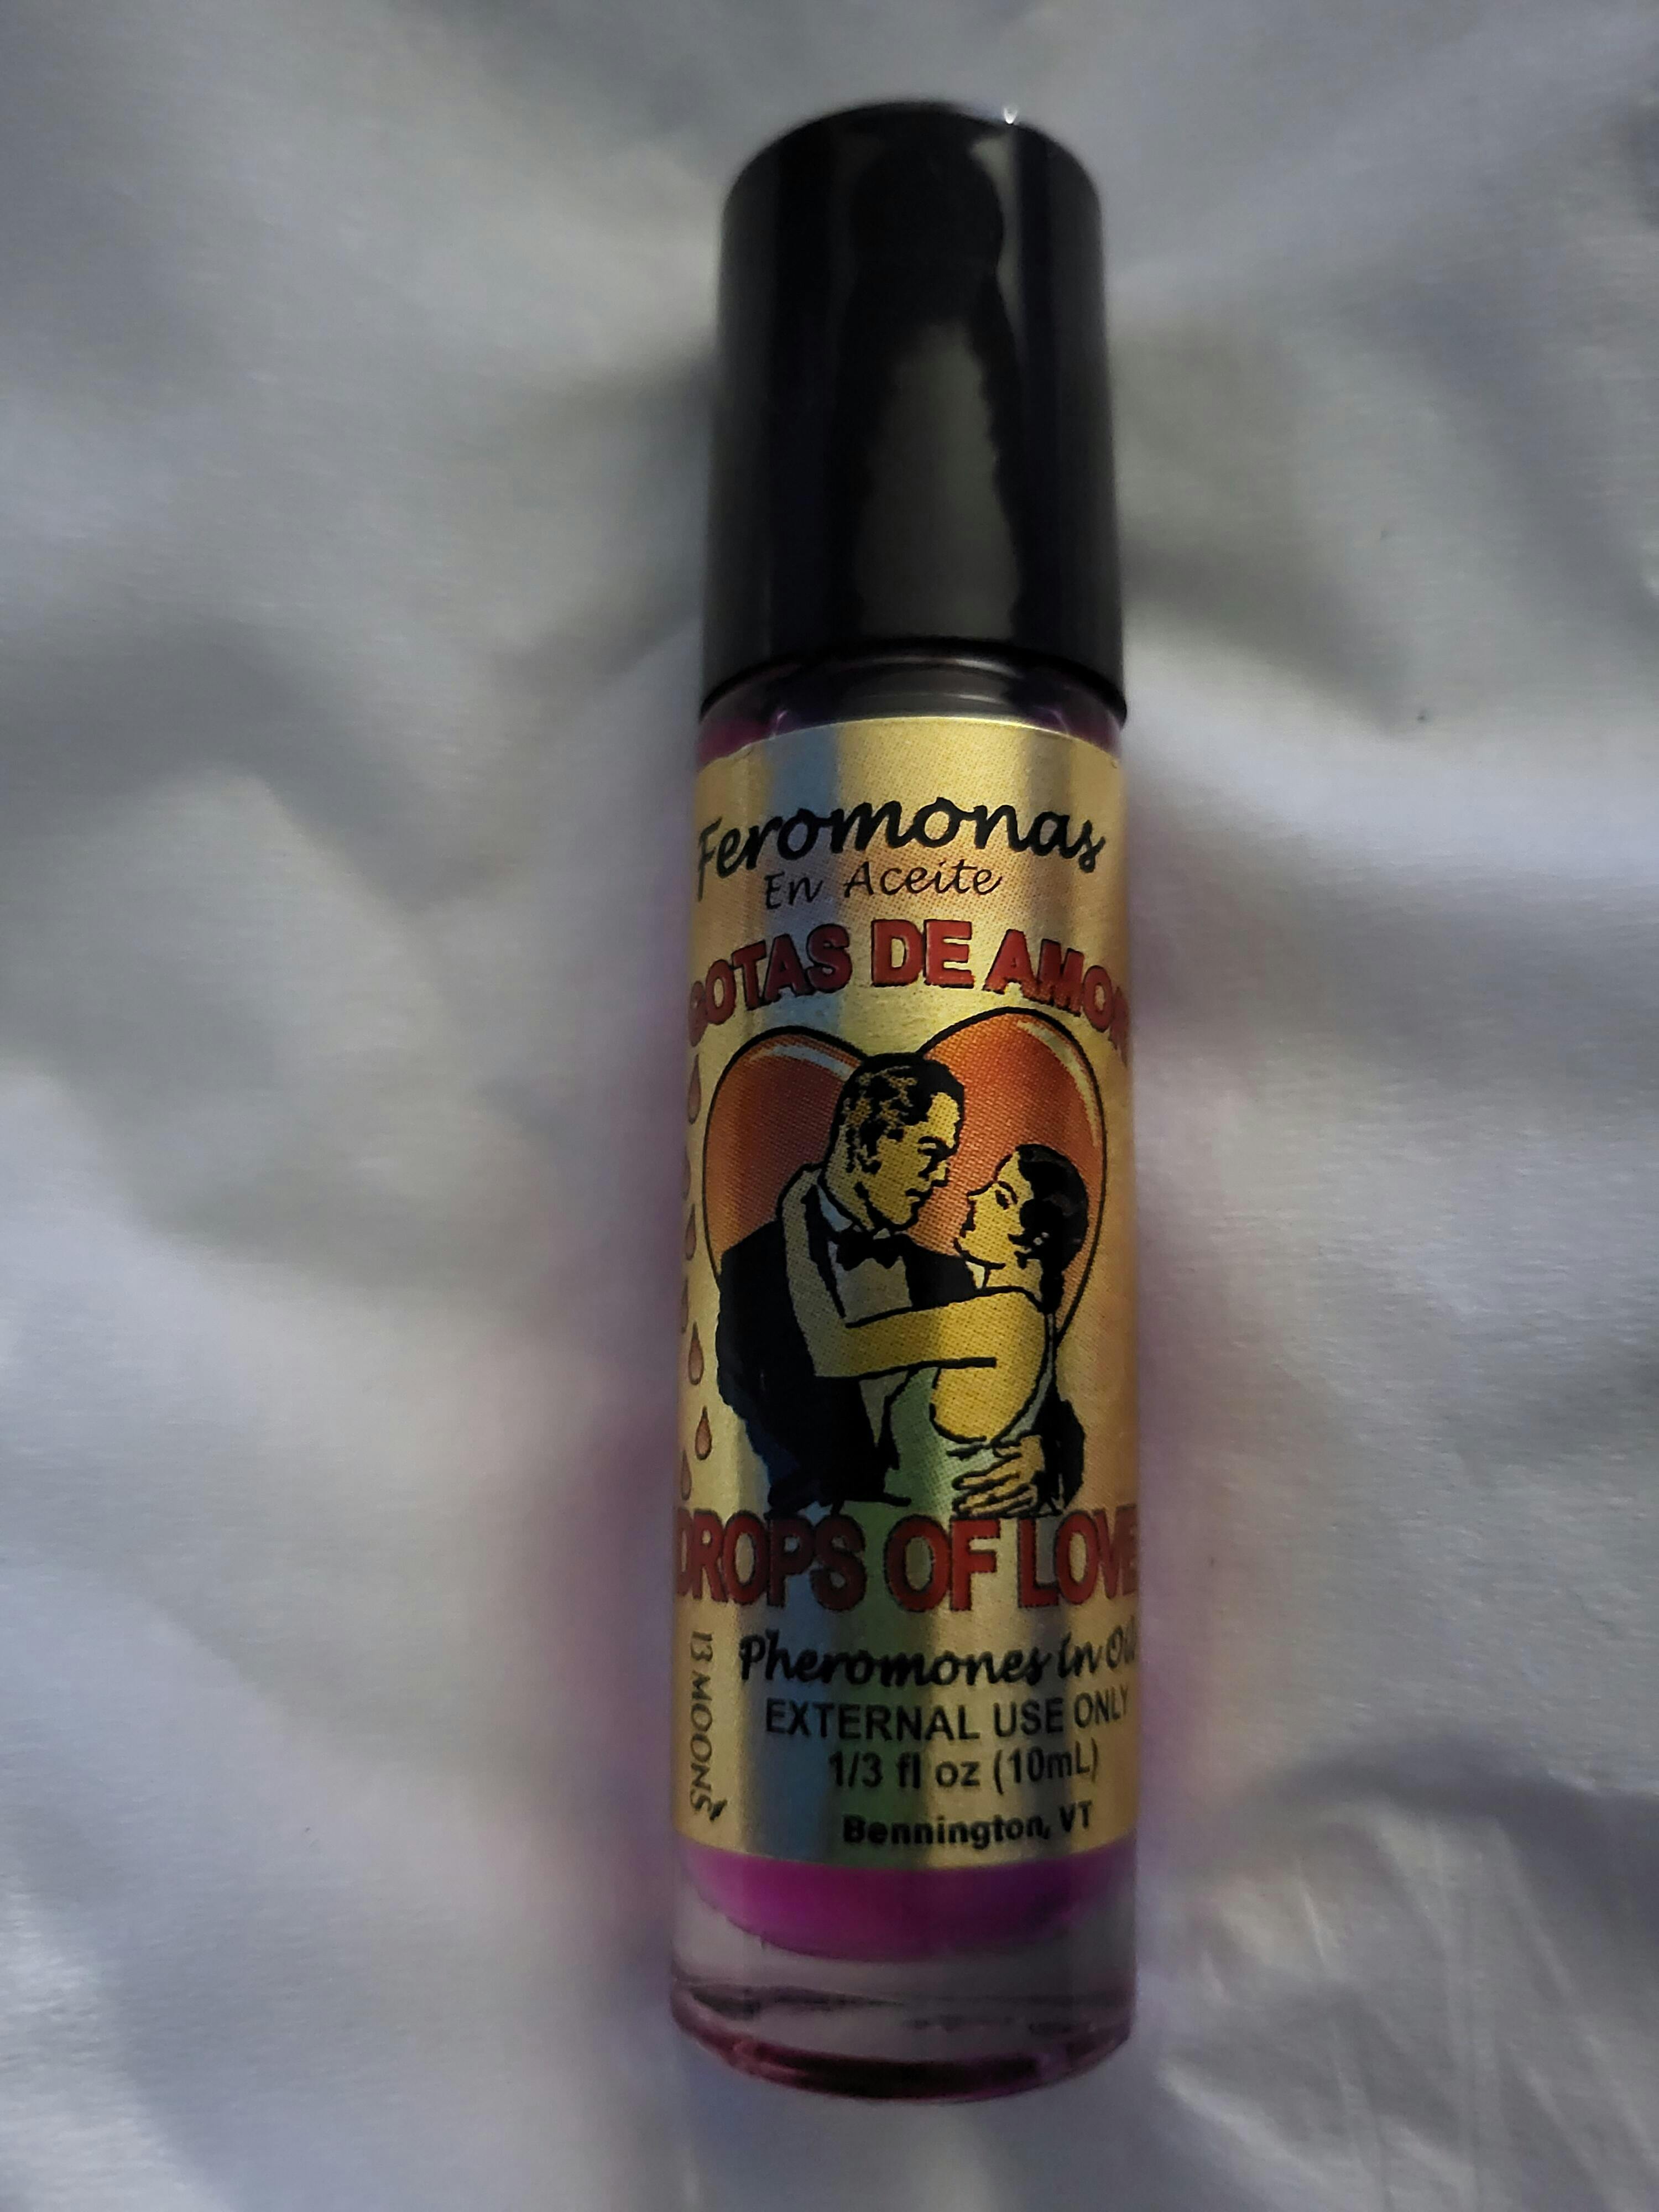 Feromonas
En Aceite
GOTAS DE AMOR
DROPS OF LOVE
Pheromones in Oil
EXTERNAL USE ONLY
1/3 fl oz (10mL)
Bennington, VT
13 MOONS